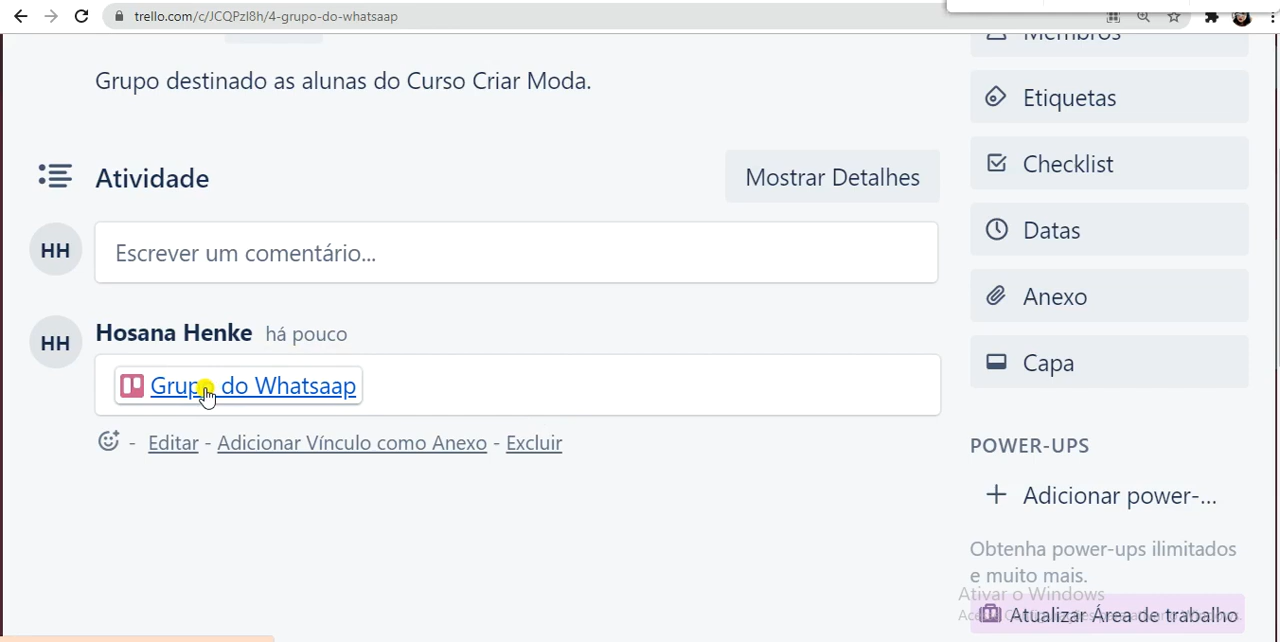 trello.com/c/JCQPzI8h/4-grupo-do-whatsaap
Membros
Grupo destinado as alunas do Curso Criar Moda.
Etiquetas
Atividade
Mostrar Detalhes
Checklist
HH
Escrever um comentário...
Datas
Anexo
HH
Hosana Henke há pouco
Grupo do Whatsaap
Capa
Editar - Adicionar Vínculo como Anexo - Excluir
POWER-UPS
Adicionar power-...
Obtenha power-ups ilimitados
e muito mais.
Ativar o Windows
Atualizar Área de trabalho